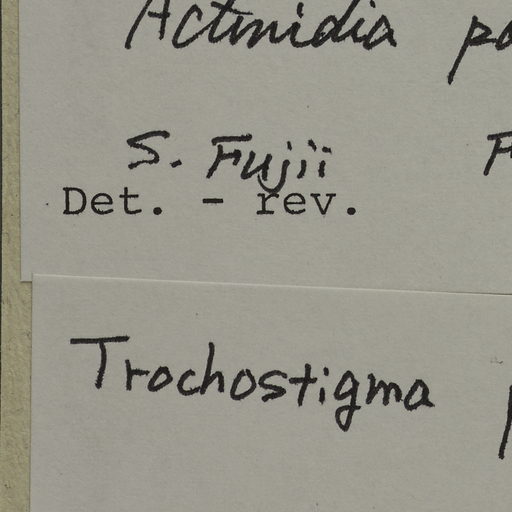 Actinidia
S. Fujii
Det. - rev.
Trochostigma